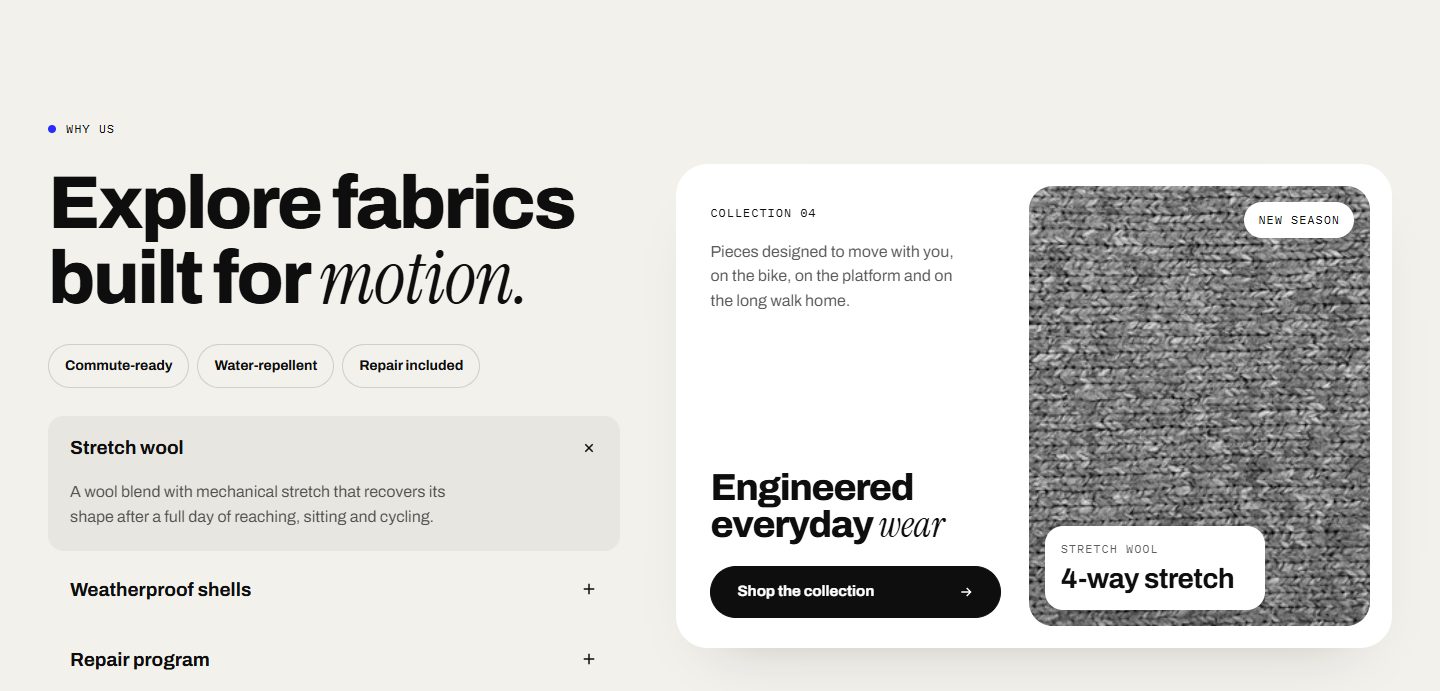 WHY US
Explore fabrics
built for motion.
Commute-ready
Water-repellent
Repair included
Stretch wool
A wool blend with mechanical stretch that recovers its
shape after a full day of reaching, sitting and cycling.
Weatherproof shells
Repair program
COLLECTION 04
Pieces designed to move with you,
on the bike, on the platform and on
the long walk home.
Engineered
everyday wear
Shop the collection
NEW SEASON
STRETCH WOOL
4-way stretch